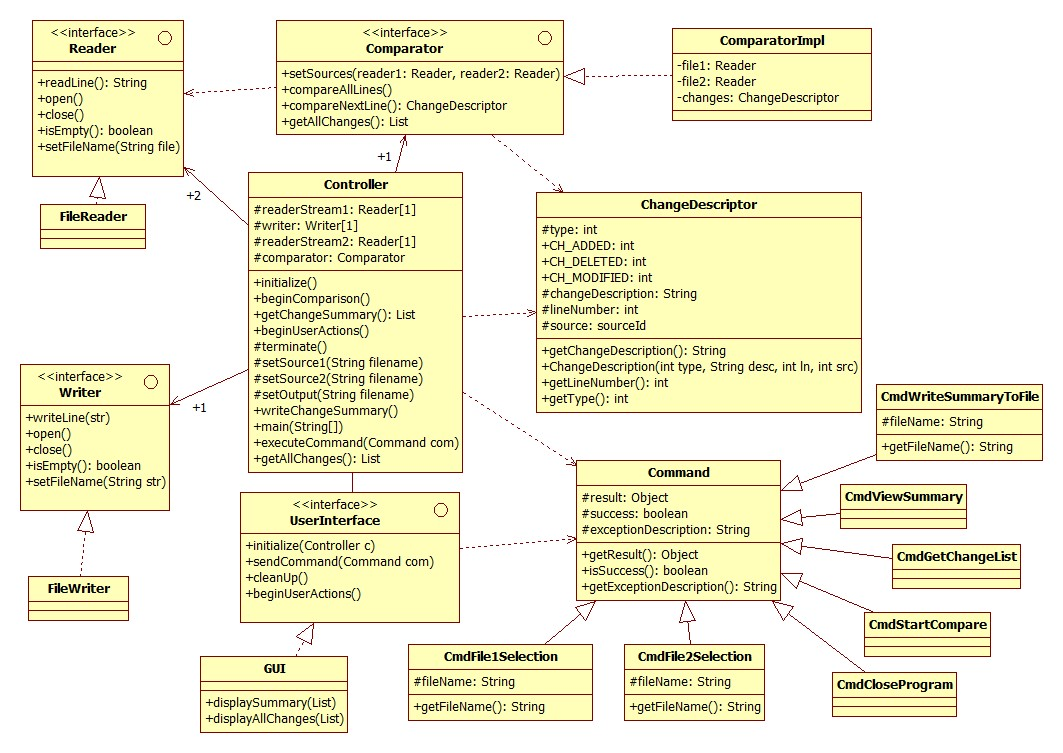 <<interface>>
Reader
+readLine(): String
+open()
+close()
+isEmpty(): boolean
+setFileName(String file)
<<interface>>
Comparator
+setSources(reader1: Reader, reader2: Reader)
+compareAllLines()
+compareNextLine(): ChangeDescriptor
+getAllChanges(): List
ComparatorImpl
-file1: Reader
-file2: Reader
-changes: ChangeDescriptor
+1
+2
FileReader
Controller
#readerStream1: Reader[1]
#writer: Writer[1]
#readerStream2: Reader[1]
#comparator: Comparator
+initialize()
+beginComparison()
+getChangeSummary(): List
+beginUserActions()
#terminate()
#setSource1(String filename)
#setSource2(String filename)
#setOutput(String filename)
+writeChangeSummary()
+main(String[])
+executeCommand(Command com)
+getAllChanges(): List
ChangeDescriptor
#type: int
+CH_ADDED: int
+CH_DELETED: int
+CH_MODIFIED: int
#changeDescription: String
#lineNumber: int
#source: sourceId
+getChangeDescription(): String
+ChangeDescription(int type, String desc, int ln, int src)
+getLineNumber(): int
+getType(): int
<<interface>>
Writer
+writeLine(str)
+open()
+close()
+isEmpty(): boolean
+setFileName(String str)
+1
FileWriter
<<interface>>
UserInterface
+initialize(Controller c)
+sendCommand(Command com)
+cleanUp()
+beginUserActions()
GUI
+displaySummary(List)
+displayAllChanges(List)
Command
#result: Object
#success: boolean
#exceptionDescription: String
+getResult(): Object
+isSuccess(): boolean
+getExceptionDescription(): String
CmdWriteSummaryToFile
#fileName: String
+getFileName(): String
CmdViewSummary
CmdGetChangeList
CmdStartCompare
CmdCloseProgram
CmdFile1Selection
#fileName: String
+getFileName(): String
CmdFile2Selection
#fileName: String
+getFileName(): String